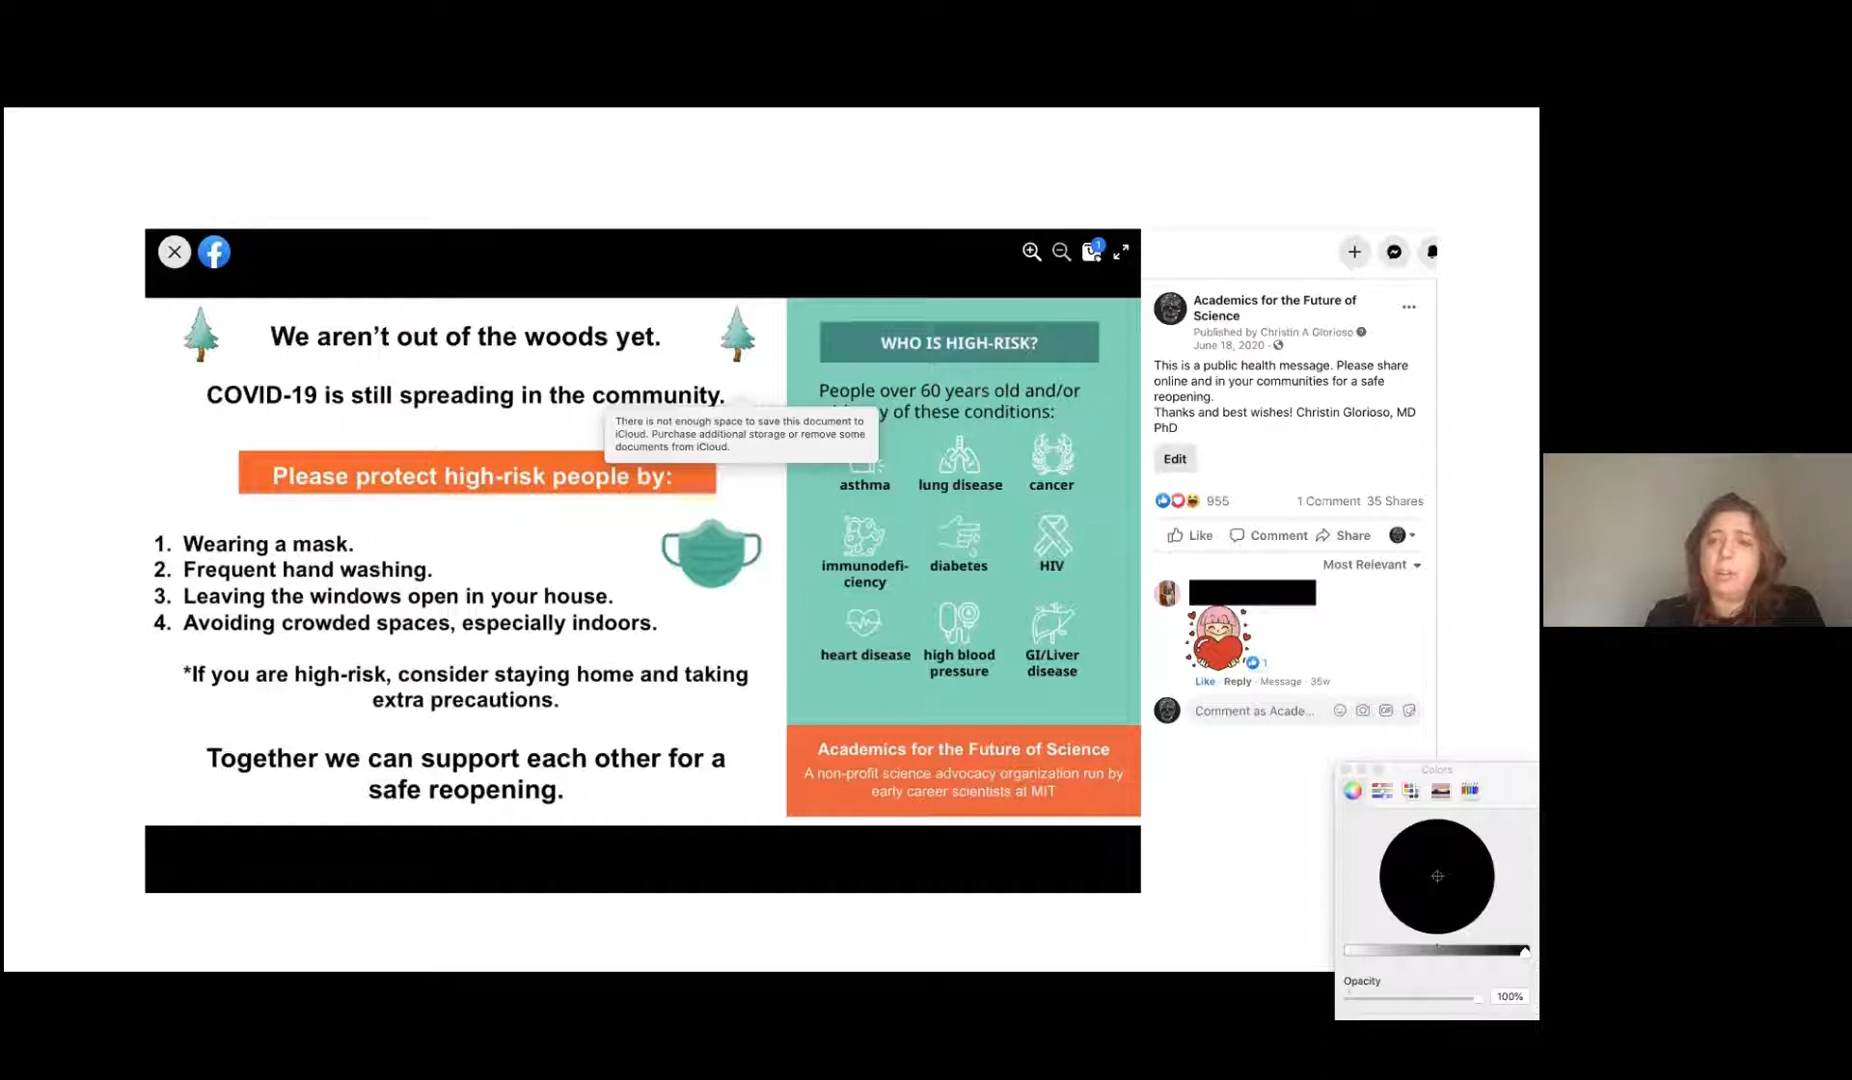 We aren’t out of the woods yet.
COVID-19 is still spreading in the community.
There is not enough space to save this document to
iCloud. Purchase additional storage or remove some
documents from iCloud.
Please protect high-risk people by:
1. Wearing a mask.
2. Frequent hand washing.
3. Leaving the windows open in your house.
4. Avoiding crowded spaces, especially indoors.
*If you are high-risk, consider staying home and taking
extra precautions.
Together we can support each other for a
safe reopening.
WHO IS HIGH-RISK?
People over 60 years old and/or
y of these conditions:
asthma
lung disease
cancer
immunodefi-
ciency
diabetes
HIV
heart disease
high blood
pressure
GI/Liver
disease
Academics for the Future of Science
A non-profit science advocacy organization run by
early career scientists at MIT
1
Academics for the Future of
Science
Published by Christin A Glorioso
June 18, 2020 ·
This is a public health message. Please share
online and in your communities for a safe
reopening.
Thanks and best wishes! Christin Glorioso, MD
PhD
Edit
955
1 Comment 35 Shares
Like
Comment
Share
Most Relevant
1
Like · Reply · Message · 35w
Comment as Acade...
GIF
Colors
Opacity
100%